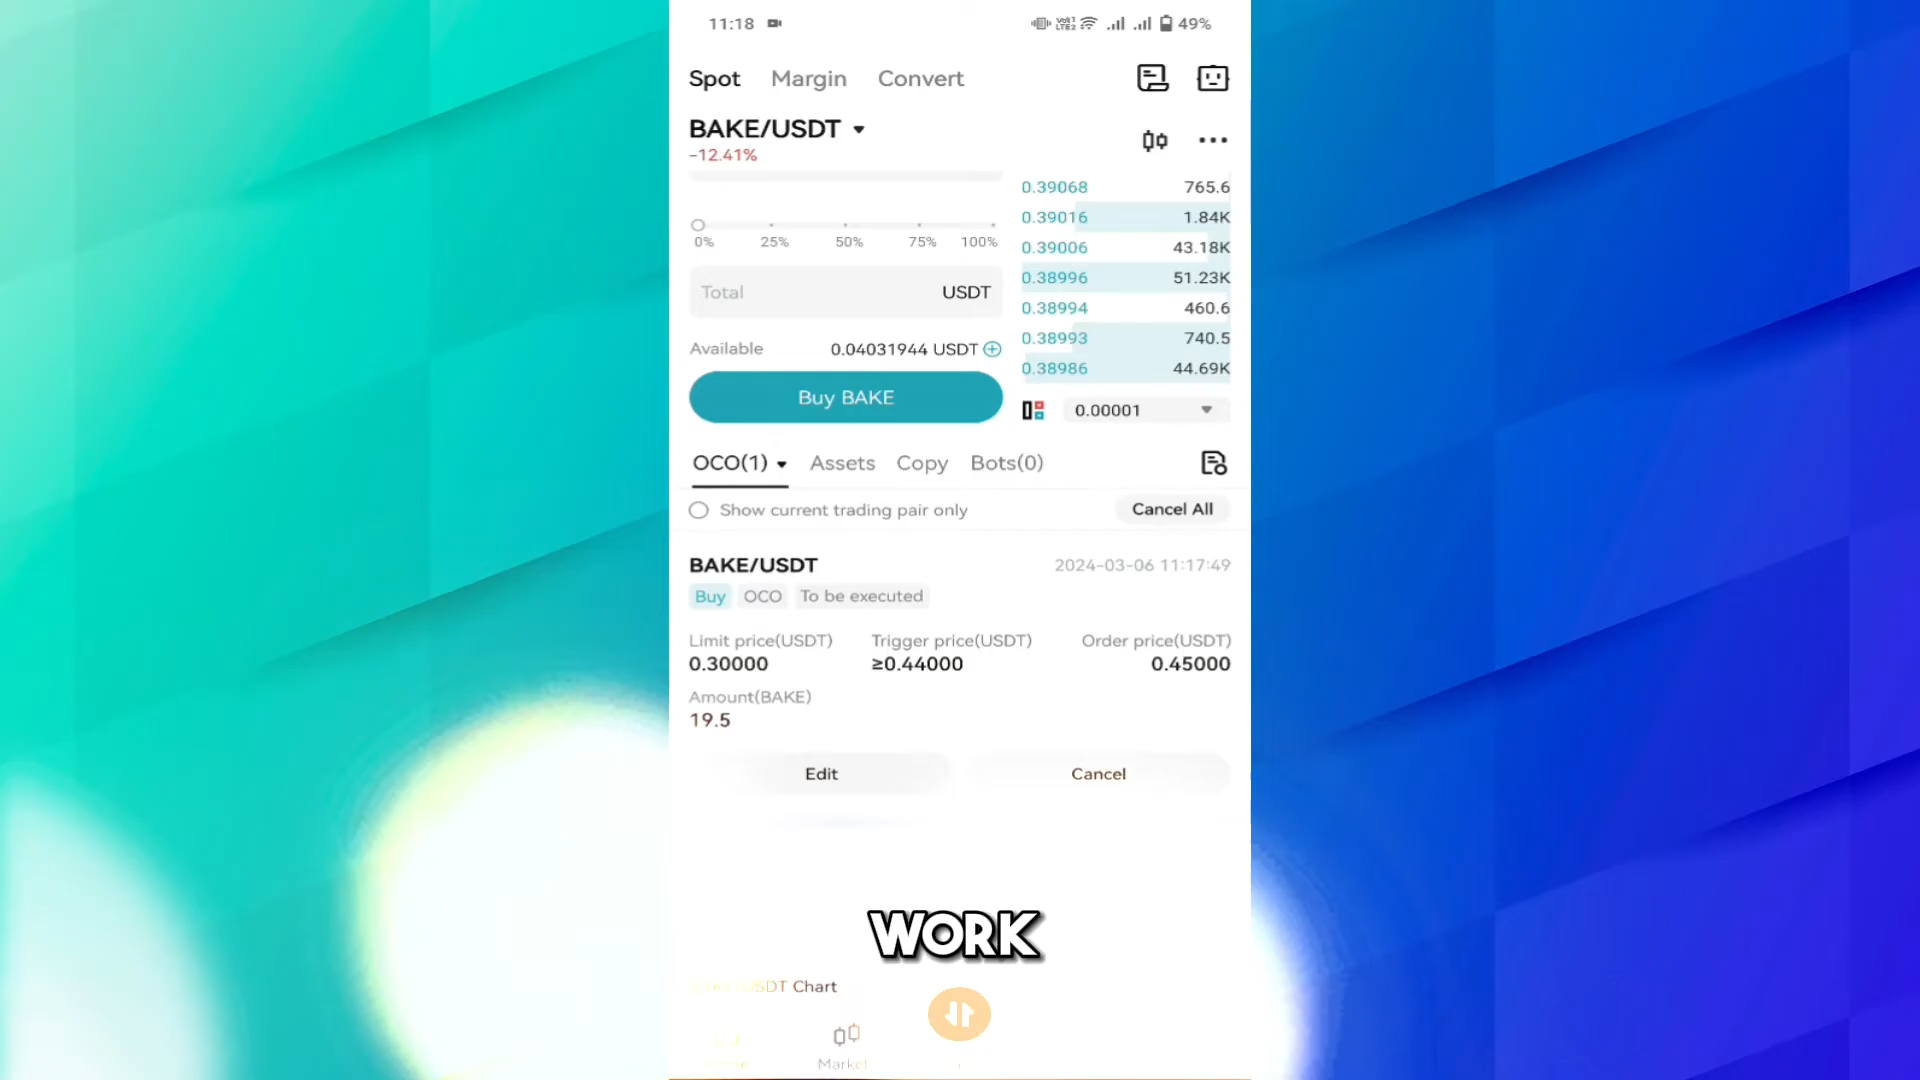 11:18 49%
Spot Margin Convert
BAKE/USDT
-12.41%
0.39068 765.6
0.39016 1.84K
0% 25% 50% 75% 100%
0.39006 43.18K
0.38996 51.23K
Total USDT
0.38994 460.6
0.38993 740.5
Available 0.04031944 USDT
0.38986 44.69K
Buy BAKE
0.00001
OCO(1) Assets Copy Bots(0)
Show current trading pair only Cancel All
BAKE/USDT 2024-03-06 11:17:49
Buy OCO To be executed
Limit price(USDT) Trigger price(USDT) Order price(USDT)
0.30000 ≥0.44000 0.45000
Amount(BAKE)
19.5
Edit Cancel
WORK
Chart
Market